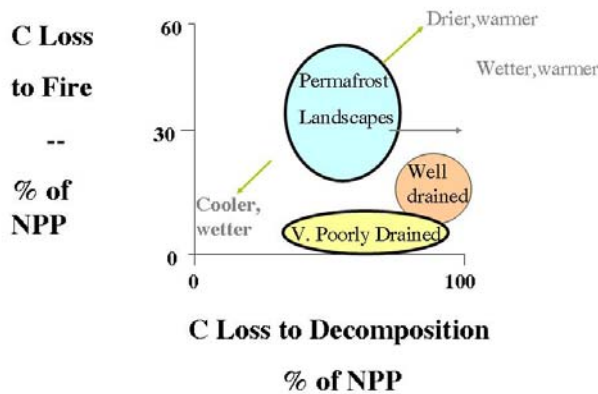 C Loss
to Fire
--
% of
NPP
60
30
0
Drier,warmer
Wetter,warmer
Permafrost
Landscapes
Well
drained
Cooler,
wetter
V. Poorly Drained
0
100
C Loss to Decomposition
% of NPP